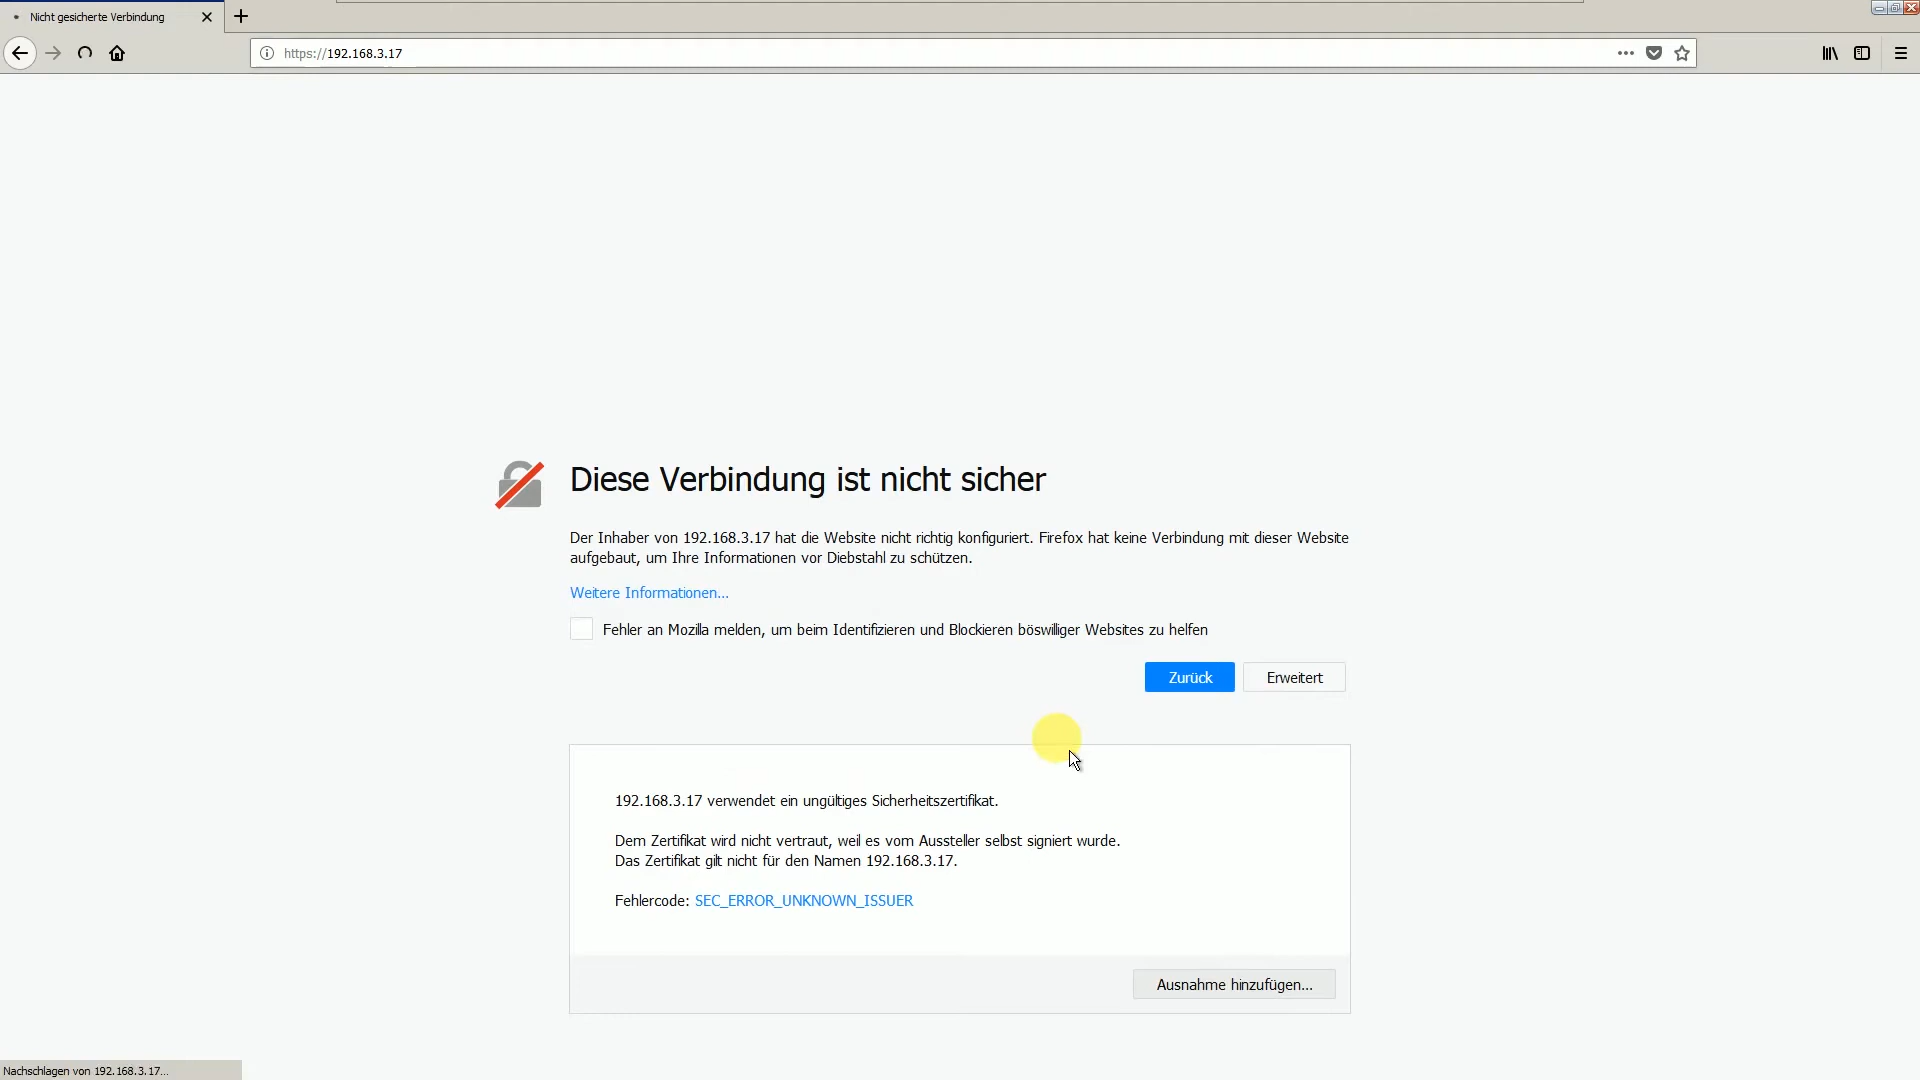 Nicht gesicherte Verbindung
https://192.168.3.17
Diese Verbindung ist nicht sicher
Der Inhaber von 192.168.3.17 hat die Website nicht richtig konfiguriert. Firefox hat keine Verbindung mit dieser Website
aufgebaut, um Ihre Informationen vor Diebstahl zu schützen.
Weitere Informationen...
Fehler an Mozilla melden, um beim Identifizieren und Blockieren böswilliger Websites zu helfen
Zurück
Erweitert
192.168.3.17 verwendet ein ungültiges Sicherheitszertifikat.
Dem Zertifikat wird nicht vertraut, weil es vom Aussteller selbst signiert wurde.
Das Zertifikat gilt nicht für den Namen 192.168.3.17.
Fehlercode: SEC_ERROR_UNKNOWN_ISSUER
Ausnahme hinzufügen...
Nachschlagen von 192.168.3.17...